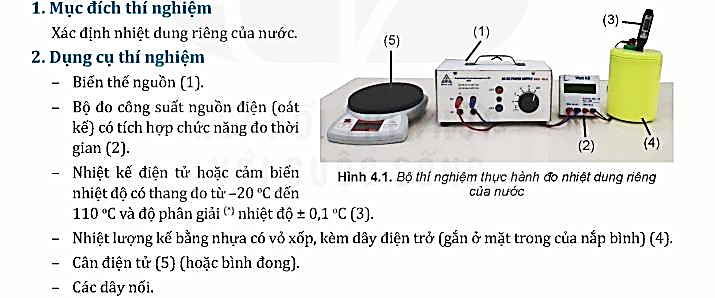 1. Mục đích thí nghiệm
Xác định nhiệt dung riêng của nước.
2. Dụng cụ thí nghiệm
– Biến thế nguồn (1).
– Bộ đo công suất nguồn điện (oát
kế) có tích hợp chức năng đo thời
gian (2).
– Nhiệt kế điện tử hoặc cảm biến
nhiệt độ có thang đo từ –20 °C đến
110 °C và độ phân giải (*) nhiệt độ ± 0,1 °C (3).
– Nhiệt lượng kế bằng nhựa có vỏ xốp, kèm dây điện trở (gắn ở mặt trong của nắp bình) (4).
– Cân điện tử (5) (hoặc bình đong).
– Các dây nối.
(5)
(1)
(3)
(2)
(4)
Hình 4.1. Bộ thí nghiệm thực hành đo nhiệt dung riêng
của nước